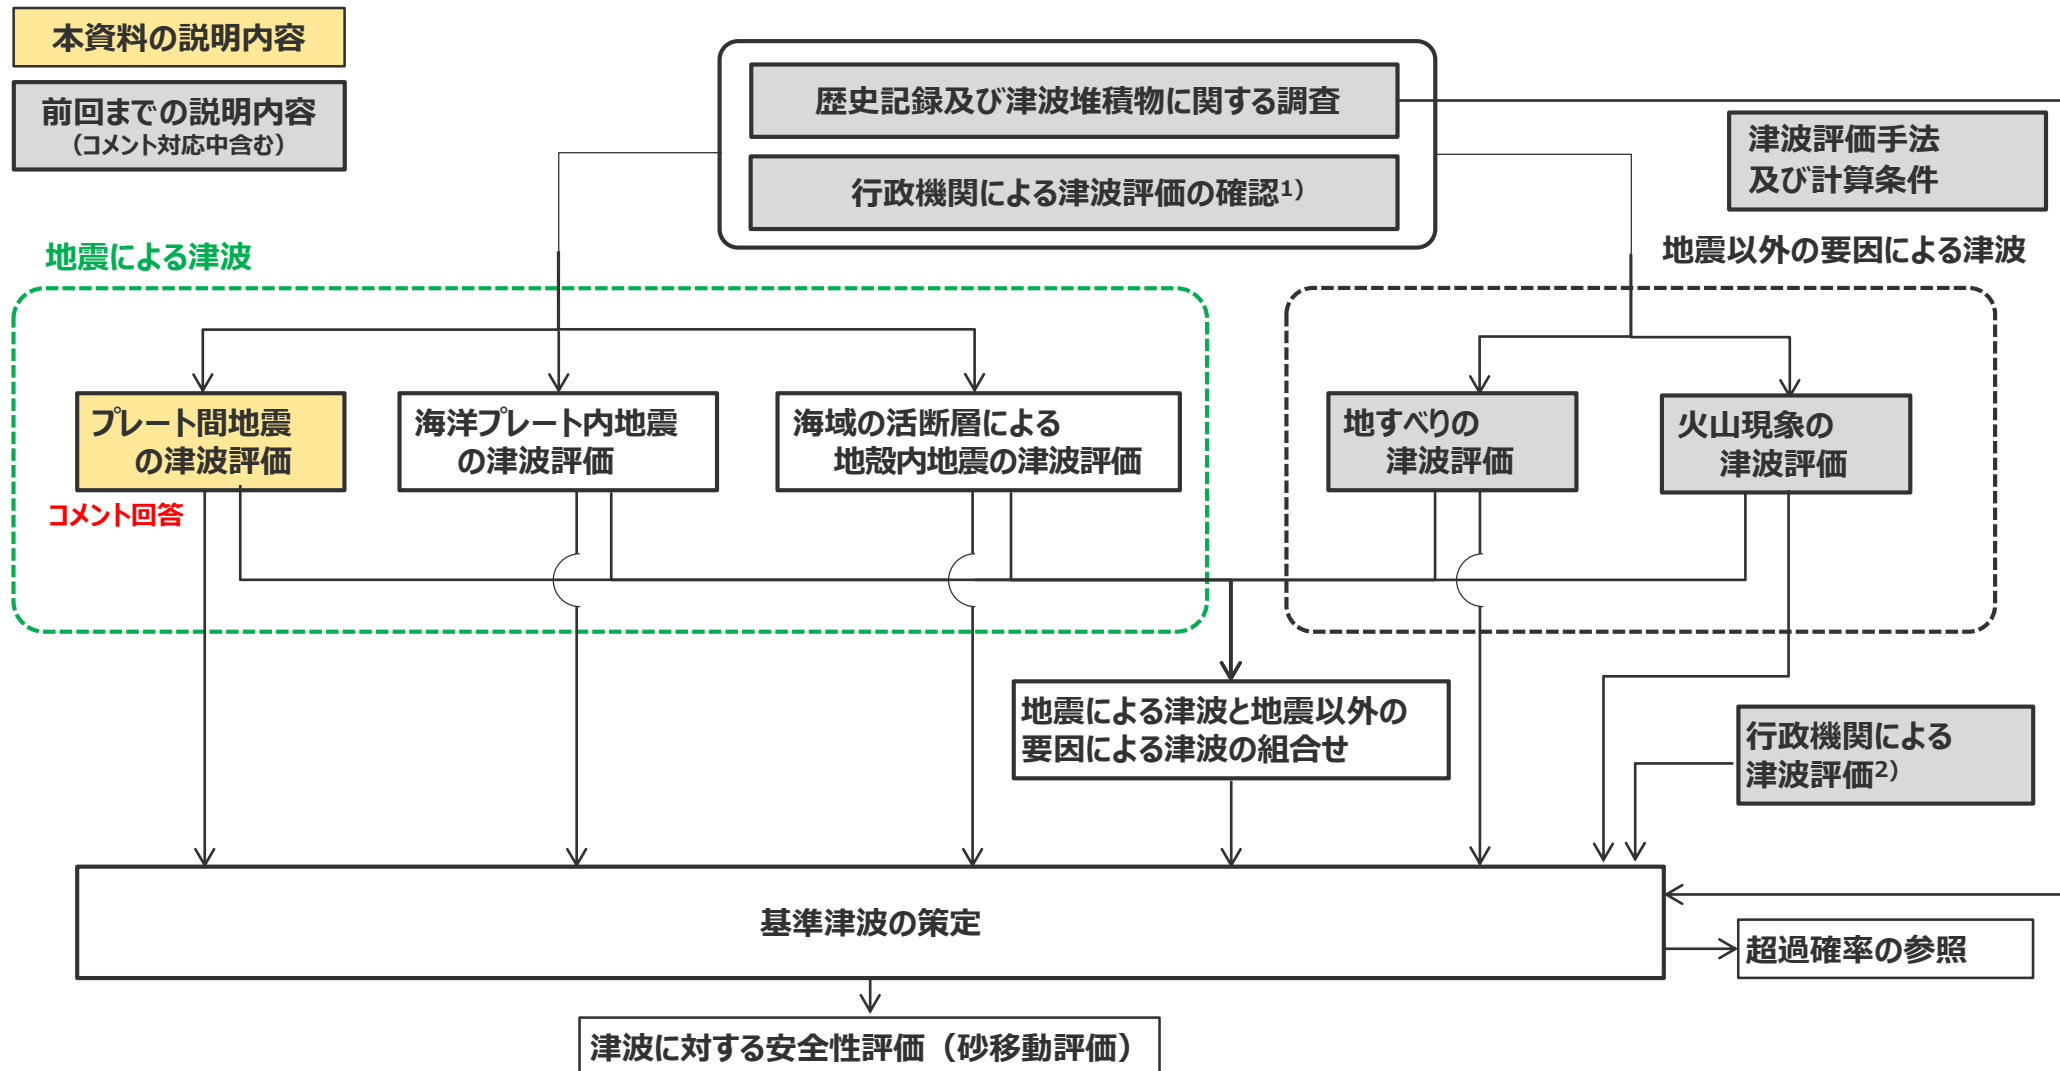 本資料の説明内容
前回までの説明内容
（コメント対応中含む）
歴史記録及び津波堆積物に関する調査
行政機関による津波評価の確認1）
津波評価手法
及び計算条件
地震による津波
地震以外の要因による津波
プレート間地震
の津波評価
コメント回答
海洋プレート内地震
の津波評価
海域の活断層による
地殻内地震の津波評価
地すべりの
津波評価
火山現象の
津波評価
地震による津波と地震以外の
要因による津波の組合せ
行政機関による
津波評価2）
基準津波の策定
超過確率の参照
津波に対する安全性評価（砂移動評価）